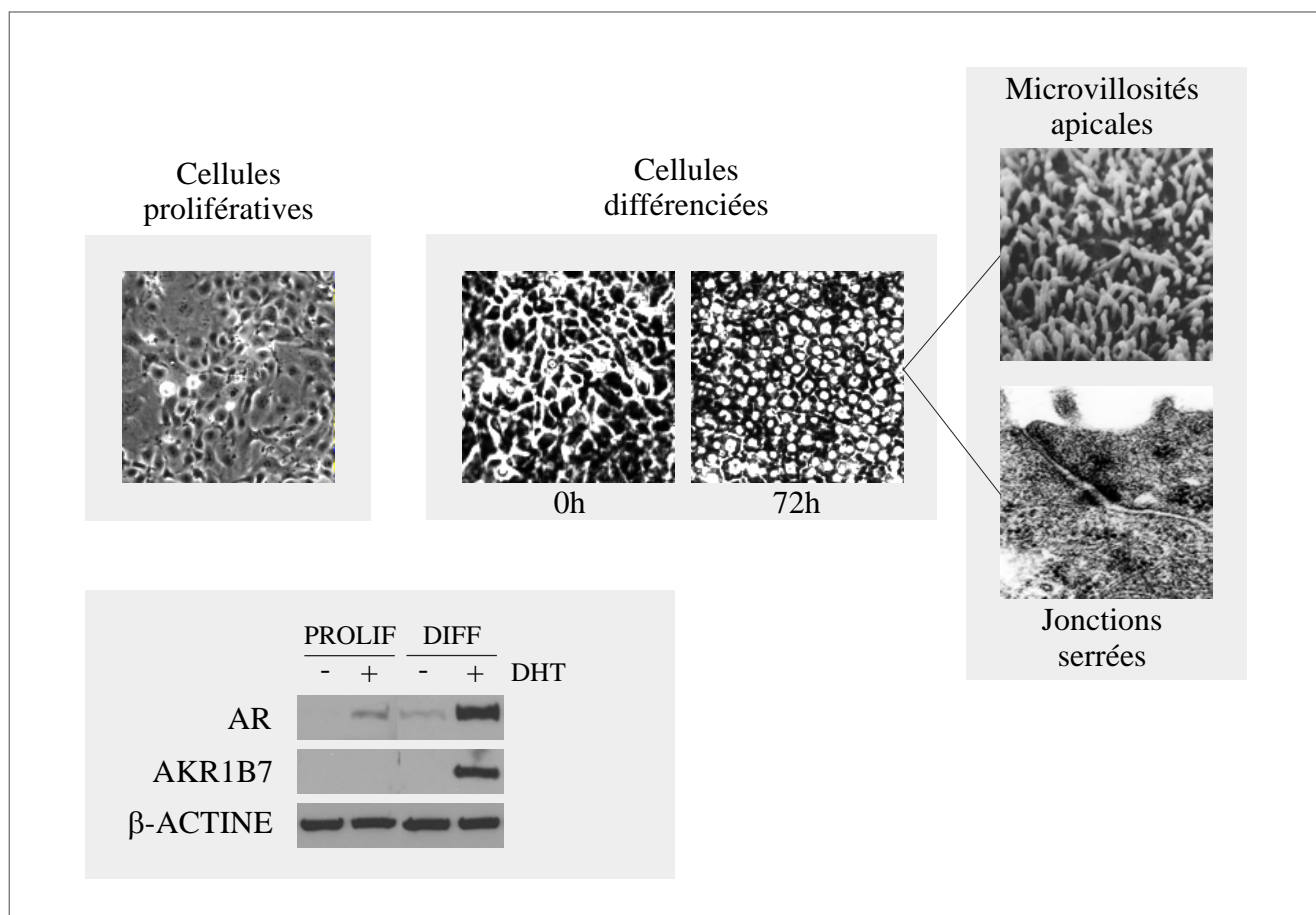 Microvillosités
apicales
Cellules
prolifératives
Cellules
différenciées
0h
72h
Jonctions
serrées
PROLIF DIFF
- + - + DHT
AR
AKR1B7
β-ACTINE